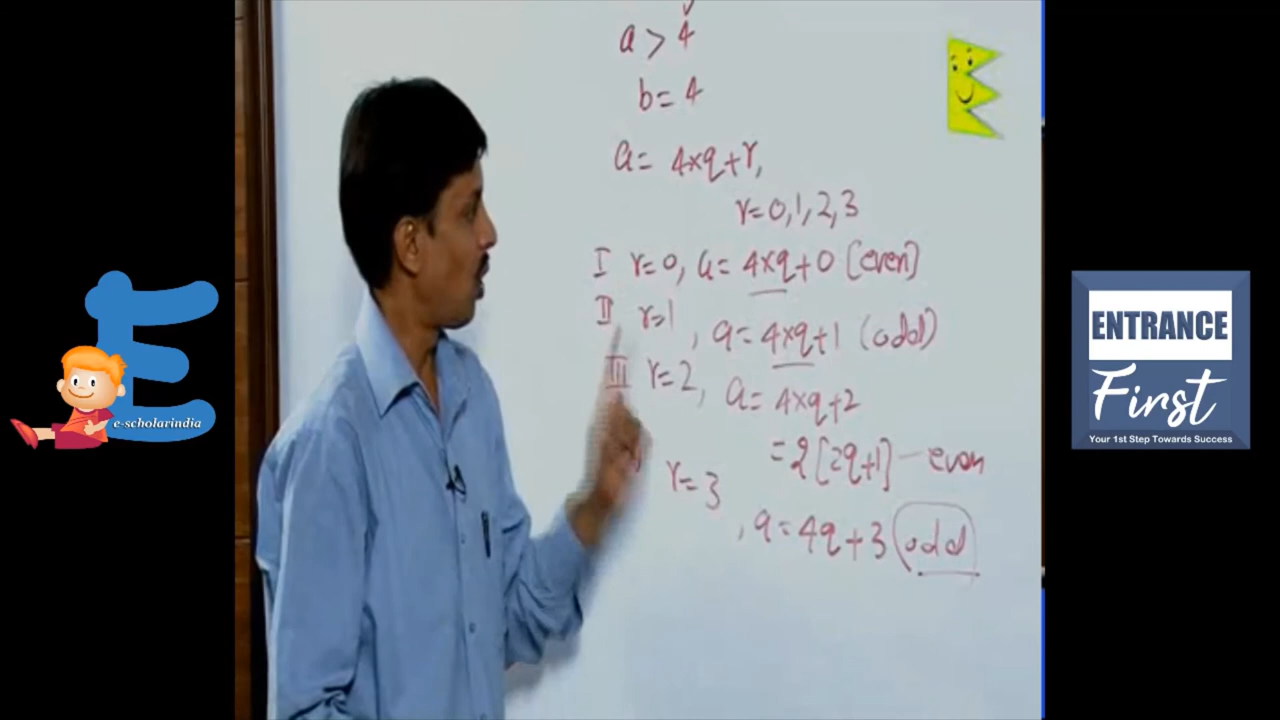 a > 4
b = 4
a = 4×q+r,
r=0,1,2,3
I r=0, a= 4×q+0 (even)
II r=1, a= 4×q+1 (odd)
III r=2, a= 4×q+2
=2[2q+1] – even
r=3, a=4q+3 (odd)
e-scholarindia
ENTRANCE
First
Your 1st Step Towards Success